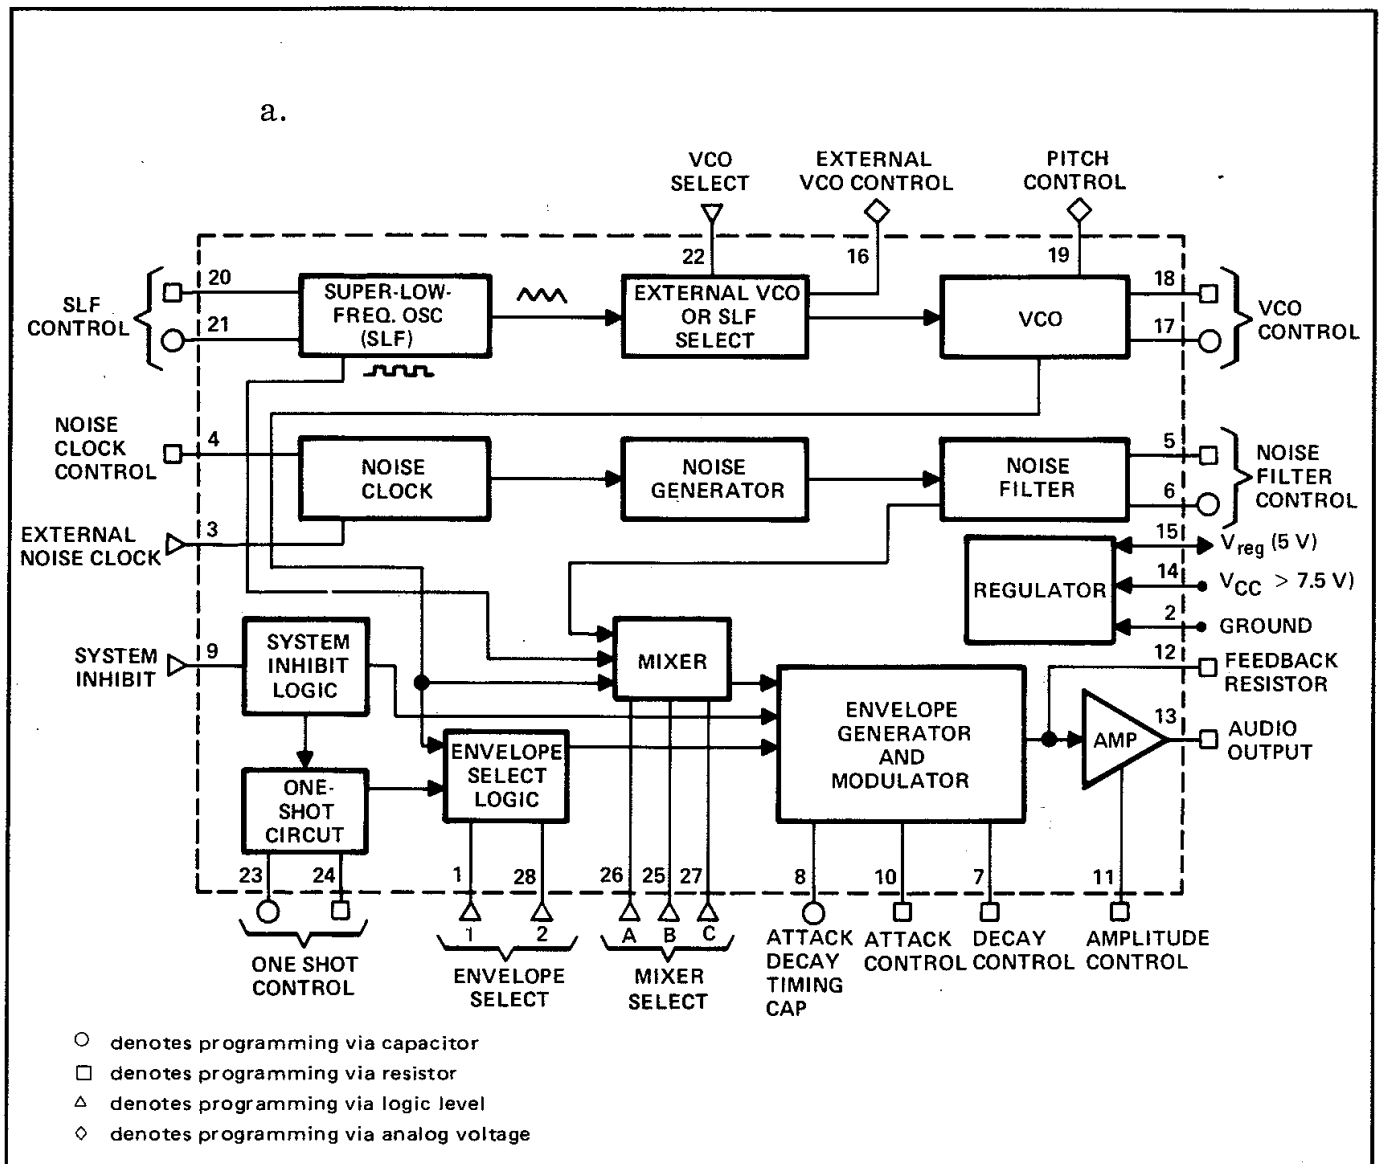 a.
VCO
SELECT
EXTERNAL
VCO CONTROL
PITCH
CONTROL
22
16
19
SLF
CONTROL
20
21
SUPER-LOW-
FREQ. OSC
(SLF)
EXTERNAL VCO
OR SLF
SELECT
VCO
18
17
VCO
CONTROL
NOISE
CLOCK
CONTROL
4
NOISE
CLOCK
NOISE
GENERATOR
NOISE
FILTER
5
6
NOISE
FILTER
CONTROL
EXTERNAL
NOISE CLOCK
3
REGULATOR
15
Vreg (5 V)
14
VCC > 7.5 V)
2
GROUND
SYSTEM
INHIBIT
9
SYSTEM
INHIBIT
LOGIC
MIXER
12
FEEDBACK
RESISTOR
ENVELOPE
GENERATOR
AND
MODULATOR
AMP
13
AUDIO
OUTPUT
ENVELOPE
SELECT
LOGIC
ONE-
SHOT
CIRCUT
23
24
1
28
26
25
27
8
10
7
11
1
2
A
B
C
ONE SHOT
CONTROL
ENVELOPE
SELECT
MIXER
SELECT
ATTACK
DECAY
TIMING
CAP
ATTACK
CONTROL
DECAY
CONTROL
AMPLITUDE
CONTROL
denotes programming via capacitor
denotes programming via resistor
denotes programming via logic level
denotes programming via analog voltage